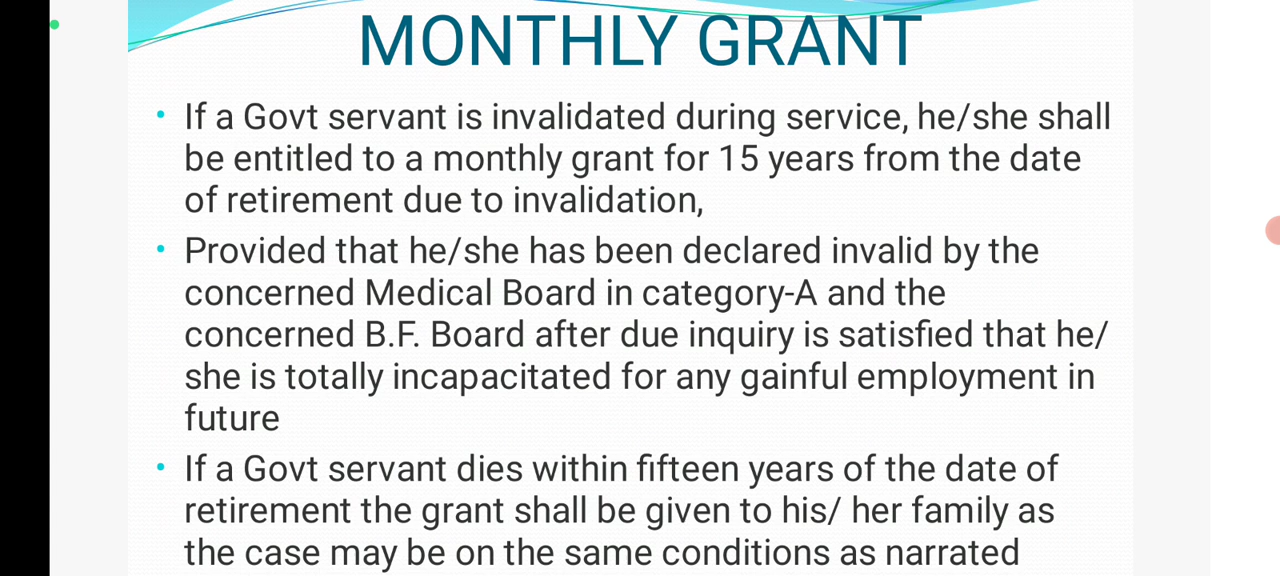 MONTHLY GRANT
• If a Govt servant is invalidated during service, he/she shall
be entitled to a monthly grant for 15 years from the date
of retirement due to invalidation,
• Provided that he/she has been declared invalid by the
concerned Medical Board in category-A and the
concerned B.F. Board after due inquiry is satisfied that he/
she is totally incapacitated for any gainful employment in
future
• If a Govt servant dies within fifteen years of the date of
retirement the grant shall be given to his/ her family as
the case may be on the same conditions as narrated